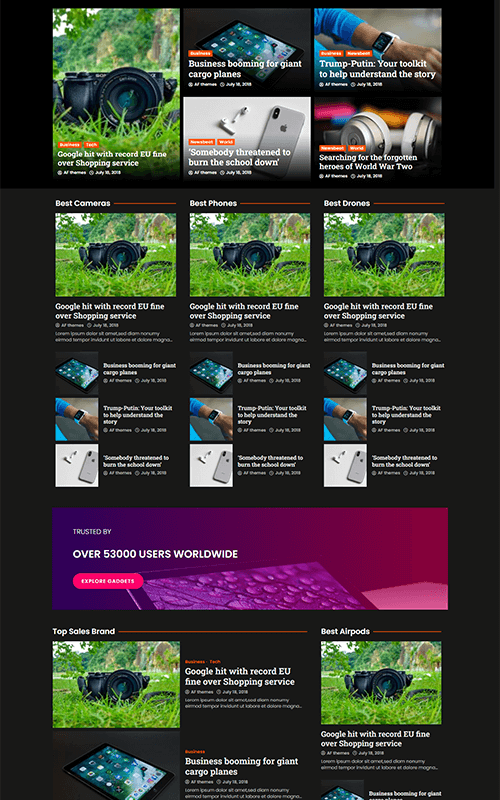 Business Tech
Google hit with record EU fine
over Shopping service
AF themes July 18, 2018
Business
Business booming for giant
cargo planes
AF themes July 18, 2018
Business Newsbeat
Trump-Putin: Your toolkit
to help understand the story
AF themes July 18, 2018
Newsbeat World
'Somebody threatened to
burn the school down'
AF themes July 18, 2018
Newsbeat World
Searching for the forgotten
heroes of World War Two
AF themes July 18, 2018
Best Cameras
Google hit with record EU fine
over Shopping service
AF themes July 18, 2018
Lorem ipsum dolor sit amet,sed diam nonumy
eirmod tempor invidunt ut labore et dolore magna…
Business booming for giant
cargo planes
AF themes July 18, 2018
Trump-Putin: Your toolkit
to help understand the
story
AF themes July 18, 2018
'Somebody threatened to
burn the school down'
AF themes July 18, 2018
Best Phones
Google hit with record EU fine
over Shopping service
AF themes July 18, 2018
Lorem ipsum dolor sit amet,sed diam nonumy
eirmod tempor invidunt ut labore et dolore magna…
Business booming for giant
cargo planes
AF themes July 18, 2018
Trump-Putin: Your toolkit
to help understand the
story
AF themes July 18, 2018
'Somebody threatened to
burn the school down'
AF themes July 18, 2018
Best Drones
Google hit with record EU fine
over Shopping service
AF themes July 18, 2018
Lorem ipsum dolor sit amet,sed diam nonumy
eirmod tempor invidunt ut labore et dolore magna…
Business booming for giant
cargo planes
AF themes July 18, 2018
Trump-Putin: Your toolkit
to help understand the
story
AF themes July 18, 2018
'Somebody threatened to
burn the school down'
AF themes July 18, 2018
TRUSTED BY
OVER 53000 USERS WORLDWIDE
EXPLORE GADGETS
Top Sales Brand
Business Tech
Google hit with record EU
fine over Shopping service
AF themes July 18, 2018
Lorem ipsum dolor sit amet,sed diam nonumy
eirmod tempor invidunt ut labore et dolore magna…
Business
Business booming for giant
cargo planes
AF themes July 18, 2018
Lorem ipsum dolor sit amet,sed diam nonumy
eirmod tempor invidunt ut labore et dolore magna…
Best Airpods
Google hit with record EU fine
over Shopping service
AF themes July 18, 2018
Lorem ipsum dolor sit amet,sed diam nonumy
eirmod tempor invidunt ut labore et dolore magna…
Business booming for giant
cargo planes